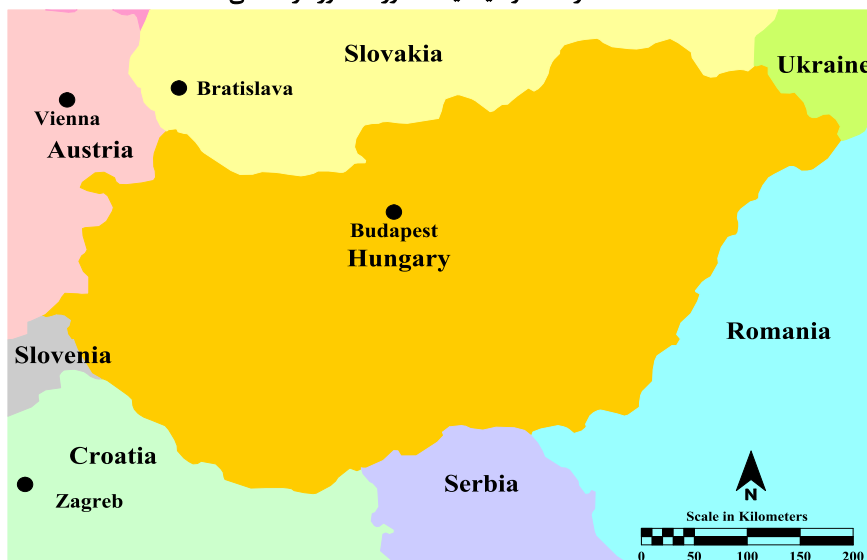 Slovakia
Ukraine
Bratislava
Vienna
Austria
Budapest
Hungary
Romania
Slovenia
Croatia
Serbia
Zagreb
N
Scale in Kilometers
0 50 100 150 200